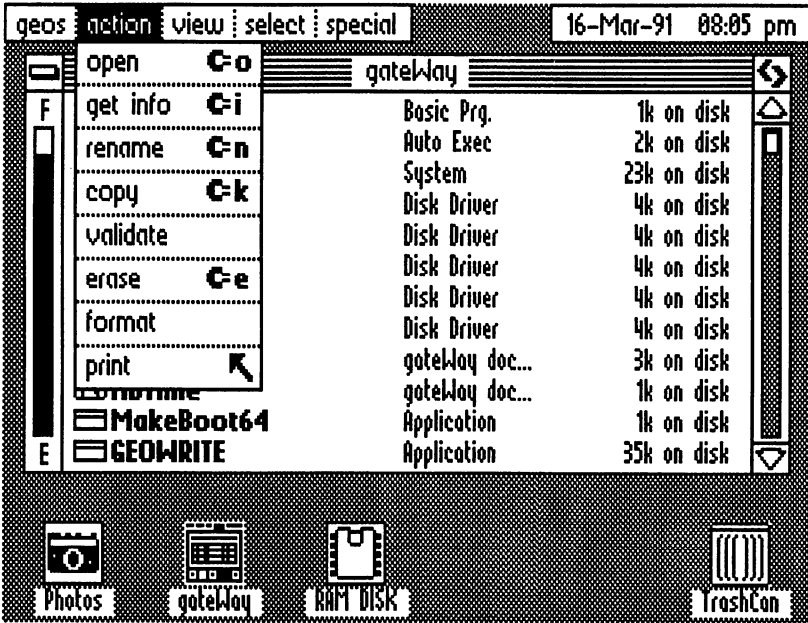 geos action view select special 16-Mar-91 08:05 pm
gateWay
open C= o
get info C= i
rename C= n
copy C= k
validate
erase C= e
format
print
F
E
Basic Prg. 1k on disk
Auto Exec 2k on disk
System 23k on disk
Disk Driver 4k on disk
Disk Driver 4k on disk
Disk Driver 4k on disk
Disk Driver 4k on disk
Disk Driver 4k on disk
gateWay doc... 3k on disk
gateWay doc... 1k on disk
MakeBoot64 Application 1k on disk
GEOWRITE Application 35k on disk
Photos gateWay RAM DISK TrashCan